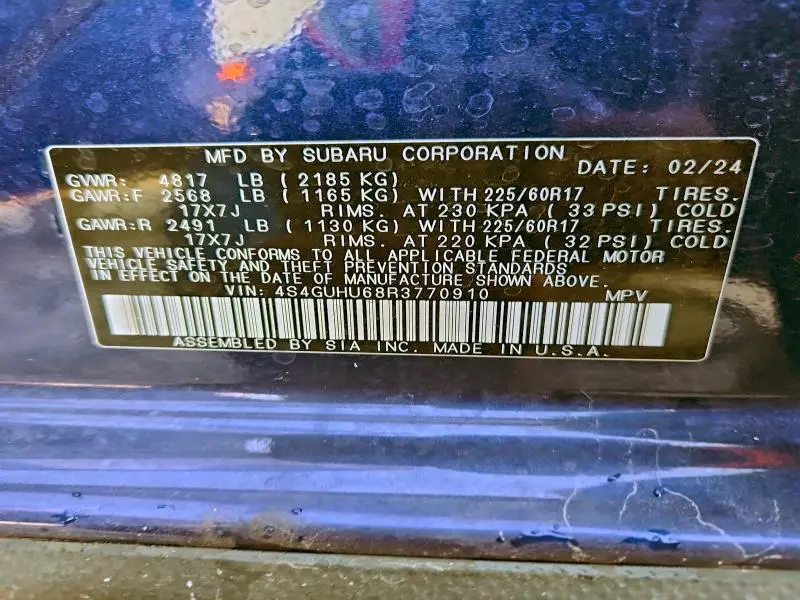 MFD BY SUBARU CORPORATION DATE: 02/24
GVWR: 4817 LB (2185 KG)
GAWR:F 2568 LB (1165 KG) WITH 225/60R17 TIRES.
17X7J RIMS. AT 230 KPA (33 PSI) COLD
GAWR:R 2491 LB (1130 KG) WITH 225/60R17 TIRES.
17X7J RIMS. AT 220 KPA (32 PSI) COLD
THIS VEHICLE CONFORMS TO ALL APPLICABLE FEDERAL MOTOR
VEHICLE SAFETY AND THEFT PREVENTION STANDARDS
IN EFFECT ON THE DATE OF MANUFACTURE SHOWN ABOVE.
VIN: 4S4GUHU68R3770910 MPV
ASSEMBLED BY SIA INC. MADE IN U.S.A.